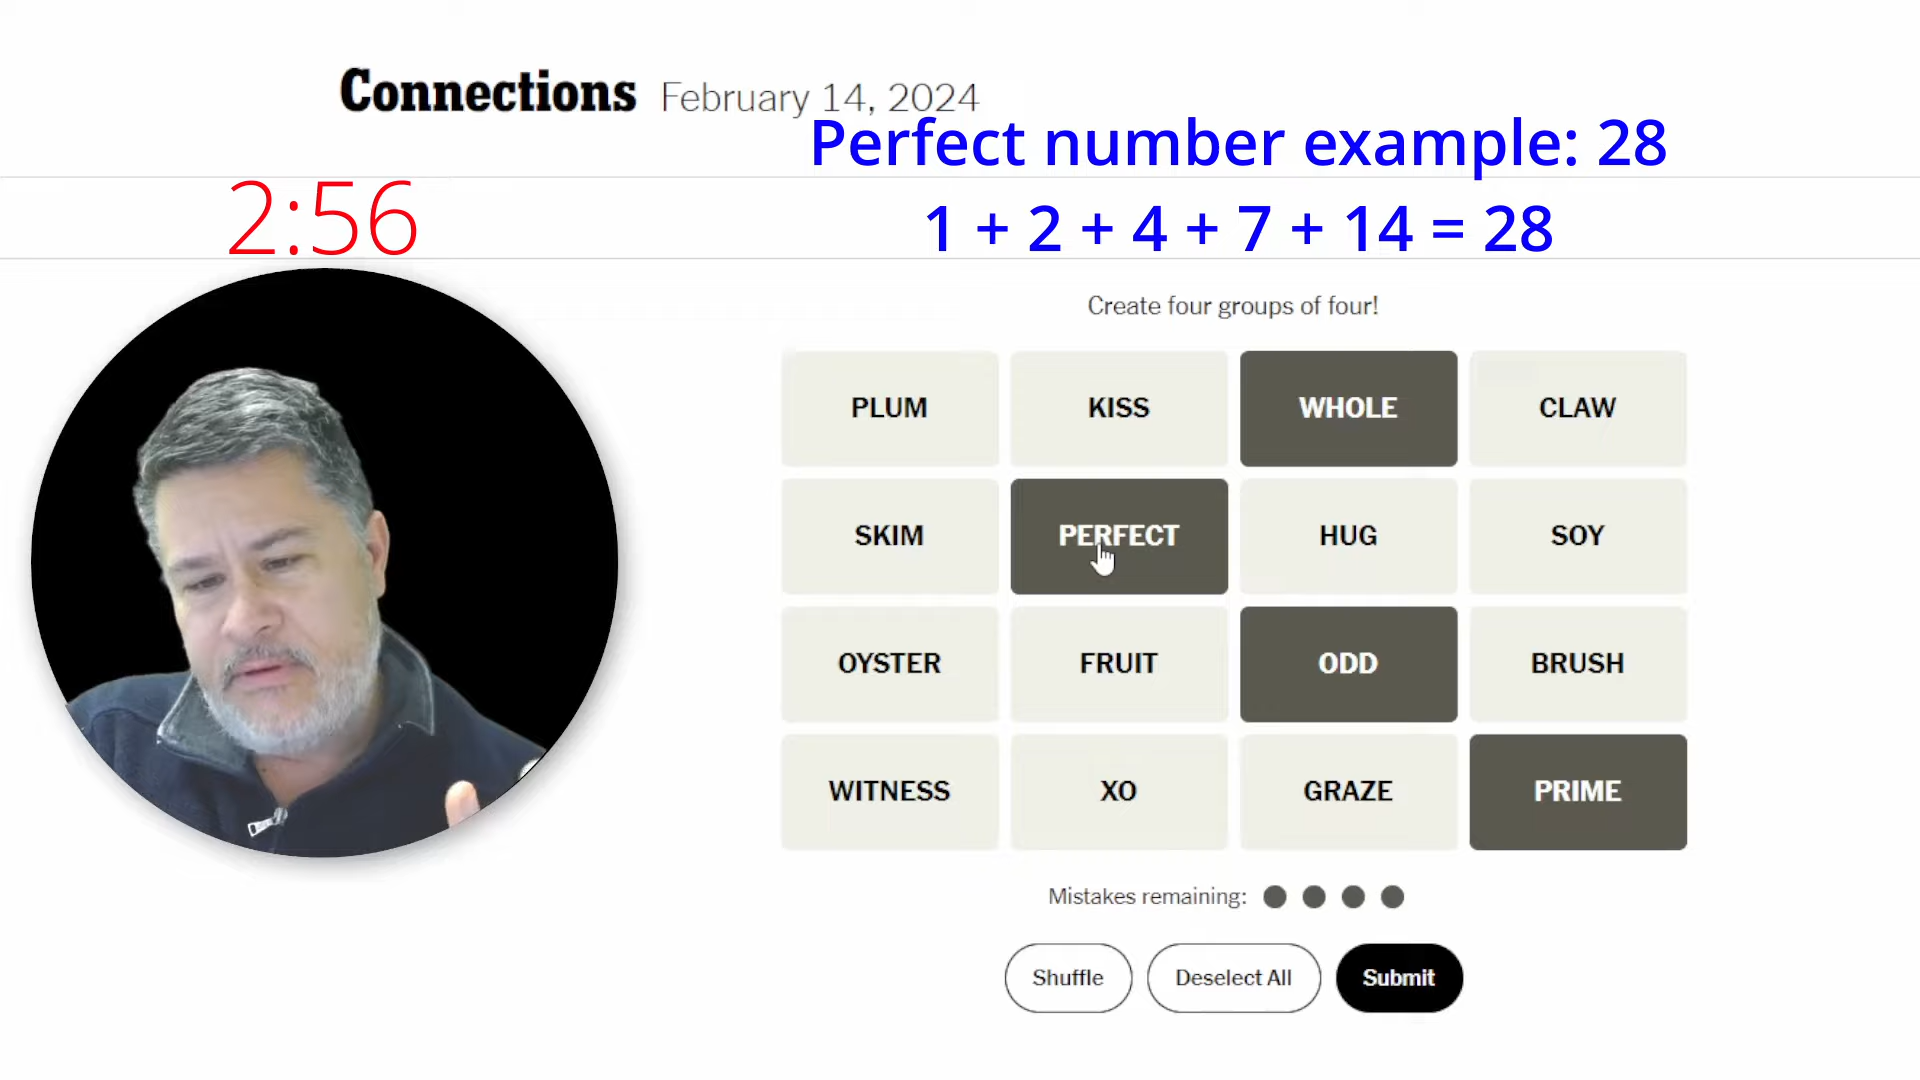 Connections February 14, 2024
Perfect number example: 28
2:56
1 + 2 + 4 + 7 + 14 = 28
Create four groups of four!
PLUM KISS WHOLE CLAW
SKIM PERFECT HUG SOY
OYSTER FRUIT ODD BRUSH
WITNESS XO GRAZE PRIME
Mistakes remaining:
Shuffle Deselect All Submit